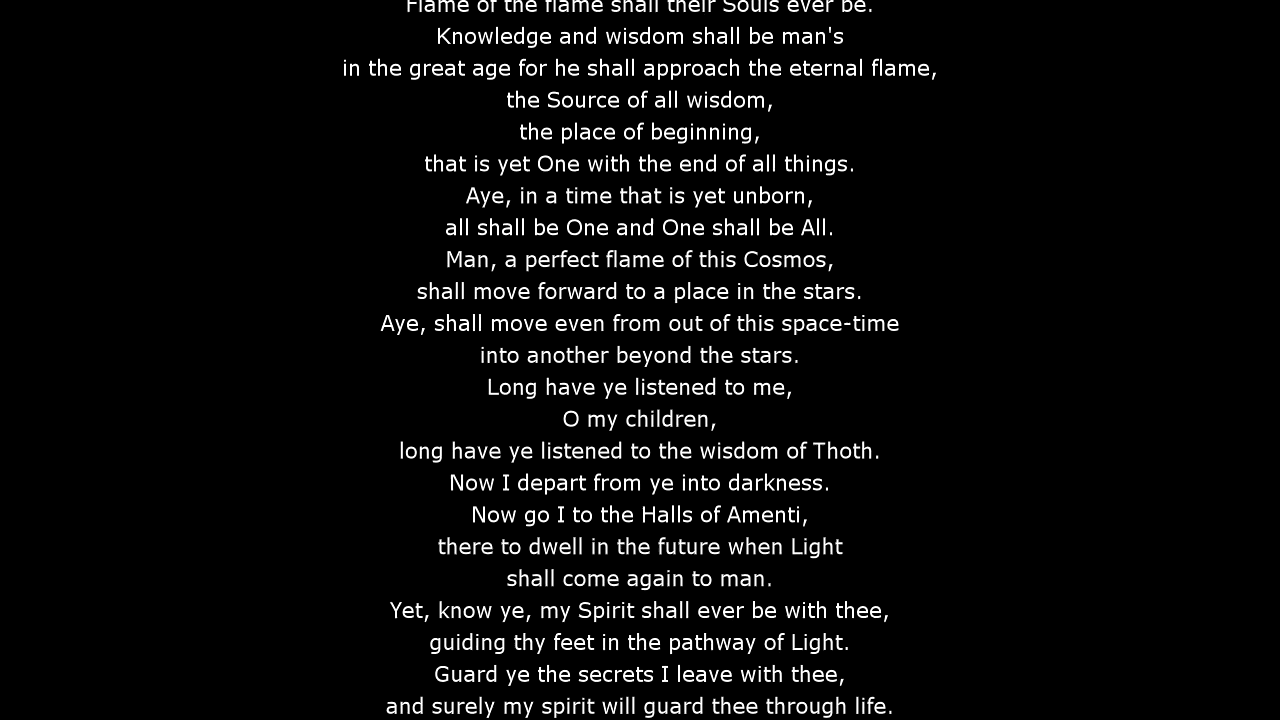 Flame of the flame shall their Souls ever be.
Knowledge and wisdom shall be man's
in the great age for he shall approach the eternal flame,
the Source of all wisdom,
the place of beginning,
that is yet One with the end of all things.
Aye, in a time that is yet unborn,
all shall be One and One shall be All.
Man, a perfect flame of this Cosmos,
shall move forward to a place in the stars.
Aye, shall move even from out of this space-time
into another beyond the stars.
Long have ye listened to me,
O my children,
long have ye listened to the wisdom of Thoth.
Now I depart from ye into darkness.
Now go I to the Halls of Amenti,
there to dwell in the future when Light
shall come again to man.
Yet, know ye, my Spirit shall ever be with thee,
guiding thy feet in the pathway of Light.
Guard ye the secrets I leave with thee,
and surely my spirit will guard thee through life.